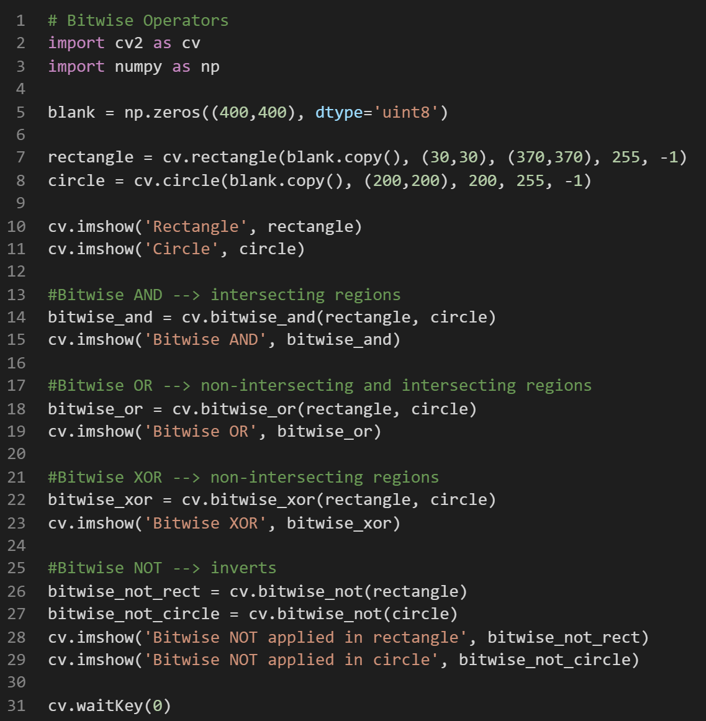 1 # Bitwise Operators
2 import cv2 as cv
3 import numpy as np
4
5 blank = np.zeros((400,400), dtype='uint8')
6
7 rectangle = cv.rectangle(blank.copy(), (30,30), (370,370), 255, -1)
8 circle = cv.circle(blank.copy(), (200,200), 200, 255, -1)
9
10 cv.imshow('Rectangle', rectangle)
11 cv.imshow('Circle', circle)
12
13 #Bitwise AND --> intersecting regions
14 bitwise_and = cv.bitwise_and(rectangle, circle)
15 cv.imshow('Bitwise AND', bitwise_and)
16
17 #Bitwise OR --> non-intersecting and intersecting regions
18 bitwise_or = cv.bitwise_or(rectangle, circle)
19 cv.imshow('Bitwise OR', bitwise_or)
20
21 #Bitwise XOR --> non-intersecting regions
22 bitwise_xor = cv.bitwise_xor(rectangle, circle)
23 cv.imshow('Bitwise XOR', bitwise_xor)
24
25 #Bitwise NOT --> inverts
26 bitwise_not_rect = cv.bitwise_not(rectangle)
27 bitwise_not_circle = cv.bitwise_not(circle)
28 cv.imshow('Bitwise NOT applied in rectangle', bitwise_not_rect)
29 cv.imshow('Bitwise NOT applied in circle', bitwise_not_circle)
30
31 cv.waitKey(0)